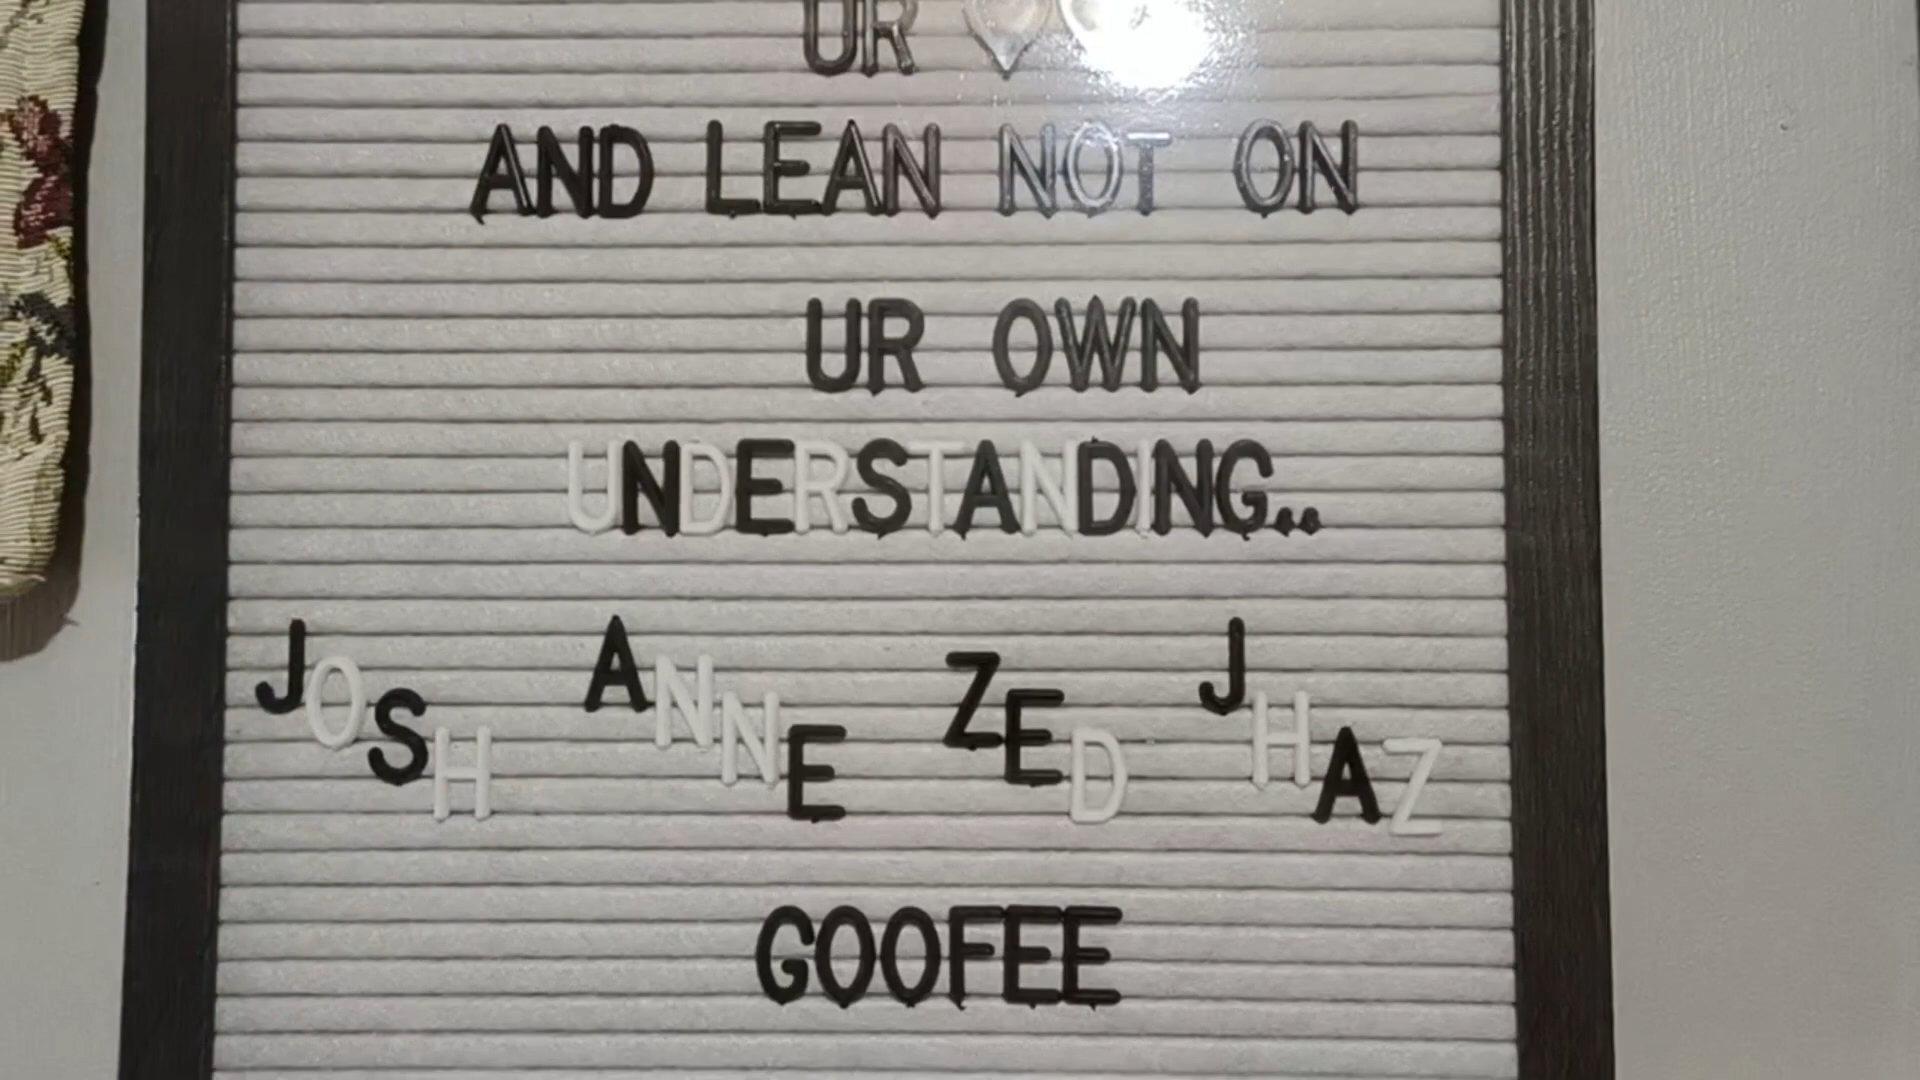 UR
AND LEAN NOT ON
UR OWN
UNDERSTANDING..
JOSH ANNE ZED JHAZ
GOOFEE